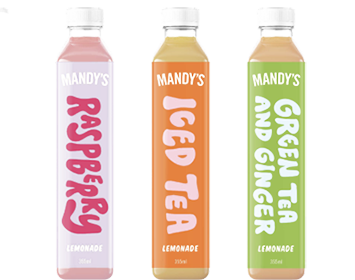 MANDY'S
RASPBERRY
LEMONADE
MANDY'S
ICED TEA
LEMONADE
MANDY'S
GREEN TEA
AND GINGER
LEMONADE